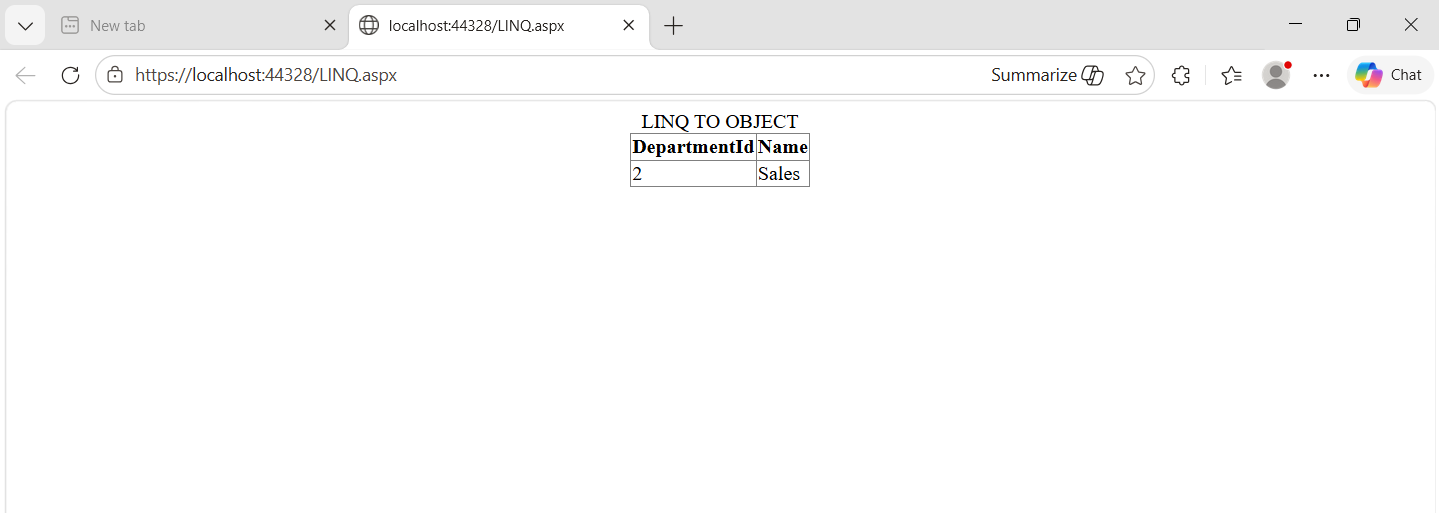 New tab
localhost:44328/LINQ.aspx
https://localhost:44328/LINQ.aspx
Summarize
Chat
LINQ TO OBJECT
DepartmentId Name
2 Sales